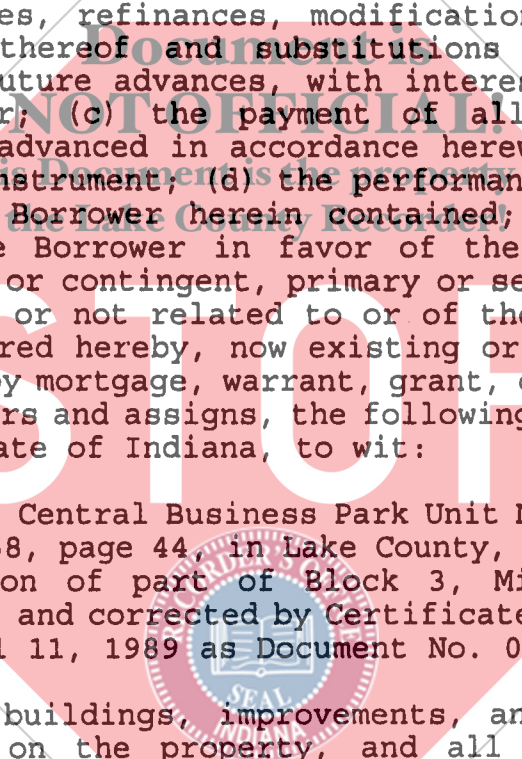 es, refinances, modification
thereof and substitutions
Document is
uture advances, with interes
NOT OFFICIAL!
r; (c) the payment of all
advanced in accordance herew
is Document is the property
nstrument; (d) the performan
the Lake County Recorder!
Borrower herein contained;
e Borrower in favor of the
or contingent, primary or se
or not related to or of the
STOP
red hereby, now existing or
by mortgage, warrant, grant,
rs and assigns, the following
ate of Indiana, to wit:
Central Business Park Unit N
8, page 44, in Lake County,
on of part of Block 3, Mi
and corrected by Certificate
l 11, 1989 as Document No. 0
RECORDER'S OFFICE
SEAL
INDIANA
buildings, improvements, an
on the property, and all